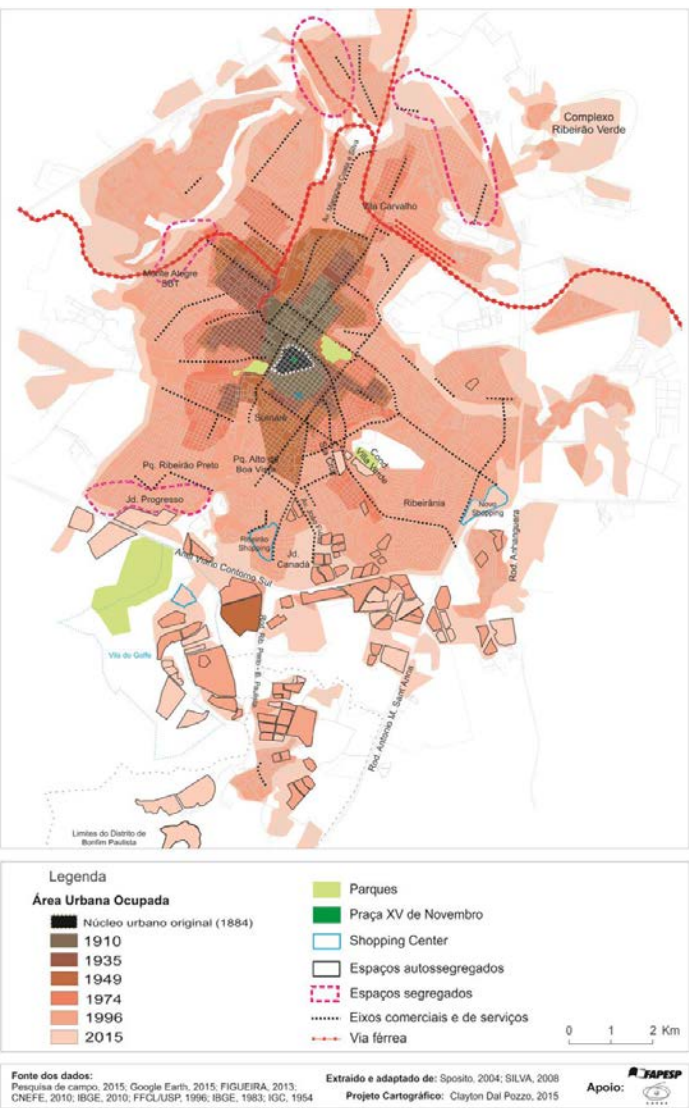 Complexo
Ribeirão Verde
Vila Carvalho
Monte Alegre
Sumaré
Pq. Ribeirão Preto
Pq. Alto da
Boa Vista
Cond.
Villa Verde
Jd. Progresso
Ribeirânia
Novo
Shopping
Ribeirão
Shopping
Jd.
Canadá
Rod. Anhanguera
Anel Viário Contorno Sul
Vila do Golfe
Rod. Antonio M. Sant'Anna
Limites do Distrito de
Bonfim Paulista
Legenda
Área Urbana Ocupada
Núcleo urbano original (1884)
1910
1935
1949
1974
1996
2015
Parques
Praça XV de Novembro
Shopping Center
Espaços autossegregados
Espaços segregados
Eixos comerciais e de serviços
Via férrea
0 1 2 Km
Fonte dos dados:
Pesquisa de campo, 2015; Google Earth, 2015; FIGUEIRA, 2013;
CNEFE, 2010; IBGE, 2010; FFCL/USP, 1996; IBGE, 1983; IGC, 1954
Extraído e adaptado de: Sposito, 2004; SILVA, 2008
Projeto Cartográfico: Clayton Dal Pozzo, 2015
Apoio:
FAPESP